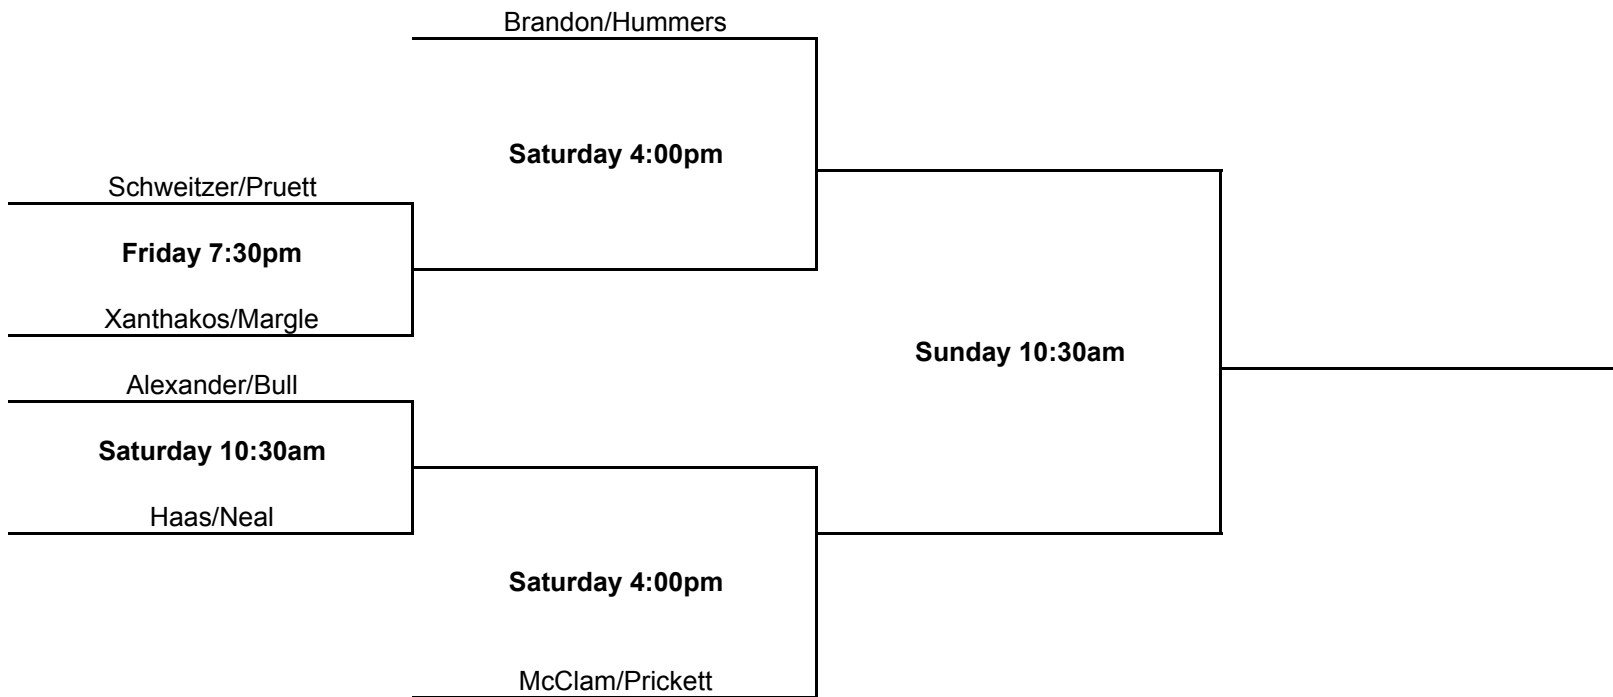 Brandon/Hummers
Saturday 4:00pm
Schweitzer/Pruett
Friday 7:30pm
Xanthakos/Margle
Sunday 10:30am
Alexander/Bull
Saturday 10:30am
Haas/Neal
Saturday 4:00pm
McClam/Prickett